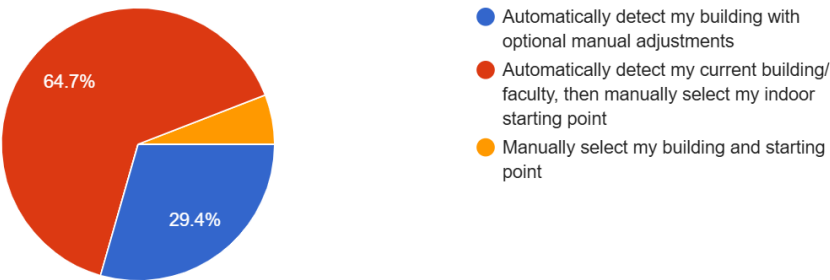 64.7%
29.4%
Automatically detect my building with
optional manual adjustments
Automatically detect my current building/
faculty, then manually select my indoor
starting point
Manually select my building and starting
point